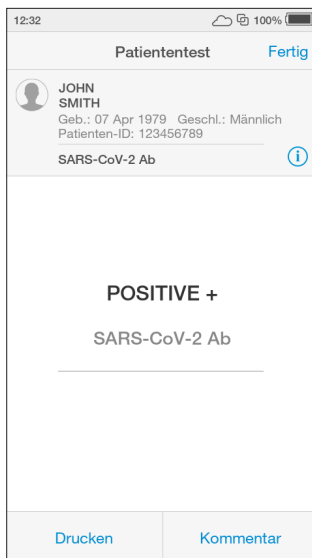 12:32 100%
Patiententest Fertig
JOHN
SMITH
Geb.: 07 Apr 1979 Geschl.: Männlich
Patienten-ID: 123456789
SARS-CoV-2 Ab
POSITIVE +
SARS-CoV-2 Ab
Drucken Kommentar